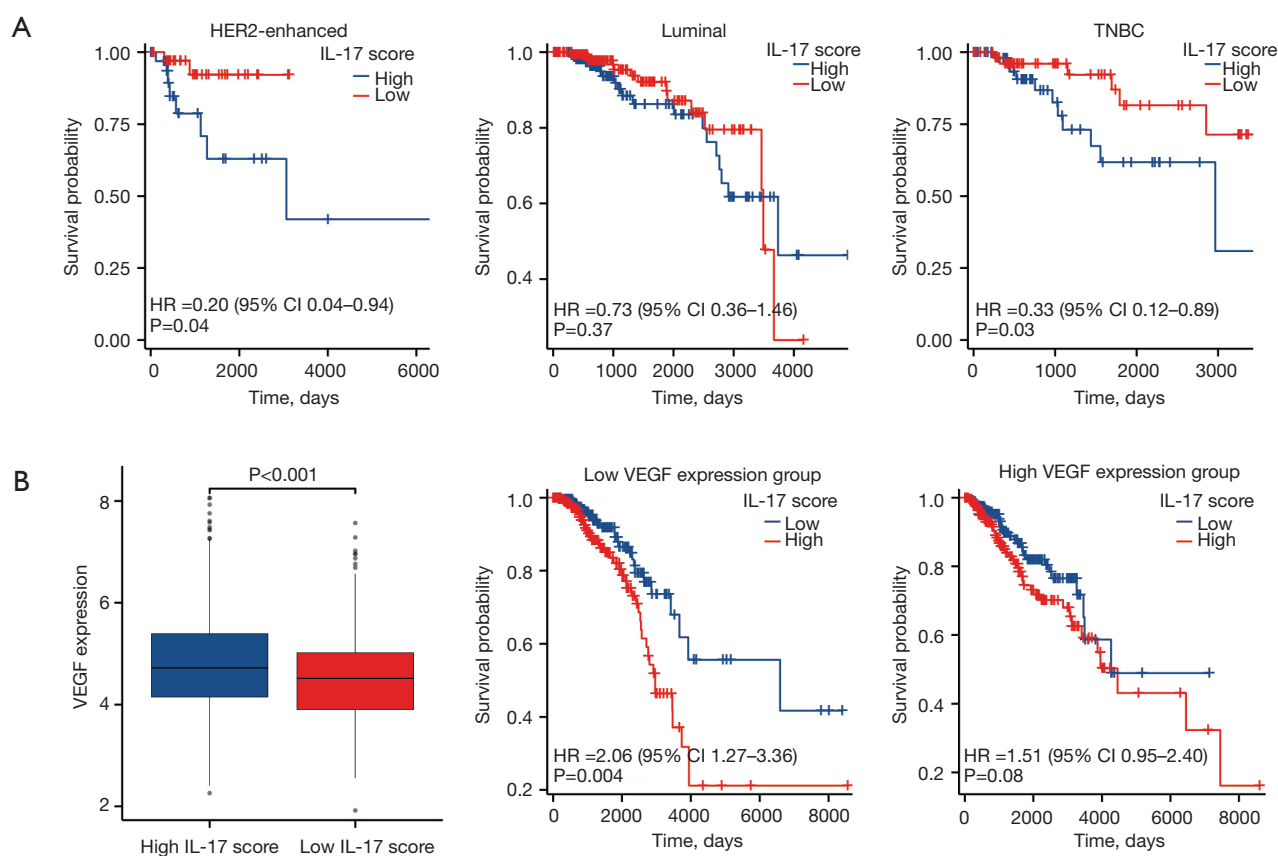 A
HER2-enhanced
IL-17 score
High
Low
Survival probability
1.00
0.75
0.50
0.25
0.00
HR =0.20 (95% CI 0.04–0.94)
P=0.04
0 2000 4000 6000
Time, days
Luminal
IL-17 score
High
Low
Survival probability
1.0
0.8
0.6
0.4
HR =0.73 (95% CI 0.36–1.46)
P=0.37
0 1000 2000 3000 4000
Time, days
TNBC
IL-17 score
High
Low
Survival probability
1.00
0.75
0.50
0.25
0.00
HR =0.33 (95% CI 0.12–0.89)
P=0.03
0 1000 2000 3000
Time, days
B
P<0.001
VEGF expression
8
6
4
2
High IL-17 score Low IL-17 score
Low VEGF expression group
IL-17 score
Low
High
Survival probability
1.0
0.8
0.6
0.4
0.2
HR =2.06 (95% CI 1.27–3.36)
P=0.004
0 2000 4000 6000 8000
Time, days
High VEGF expression group
IL-17 score
Low
High
Survival probability
1.0
0.8
0.6
0.4
0.2
HR =1.51 (95% CI 0.95–2.40)
P=0.08
0 2000 4000 6000 8000
Time, days